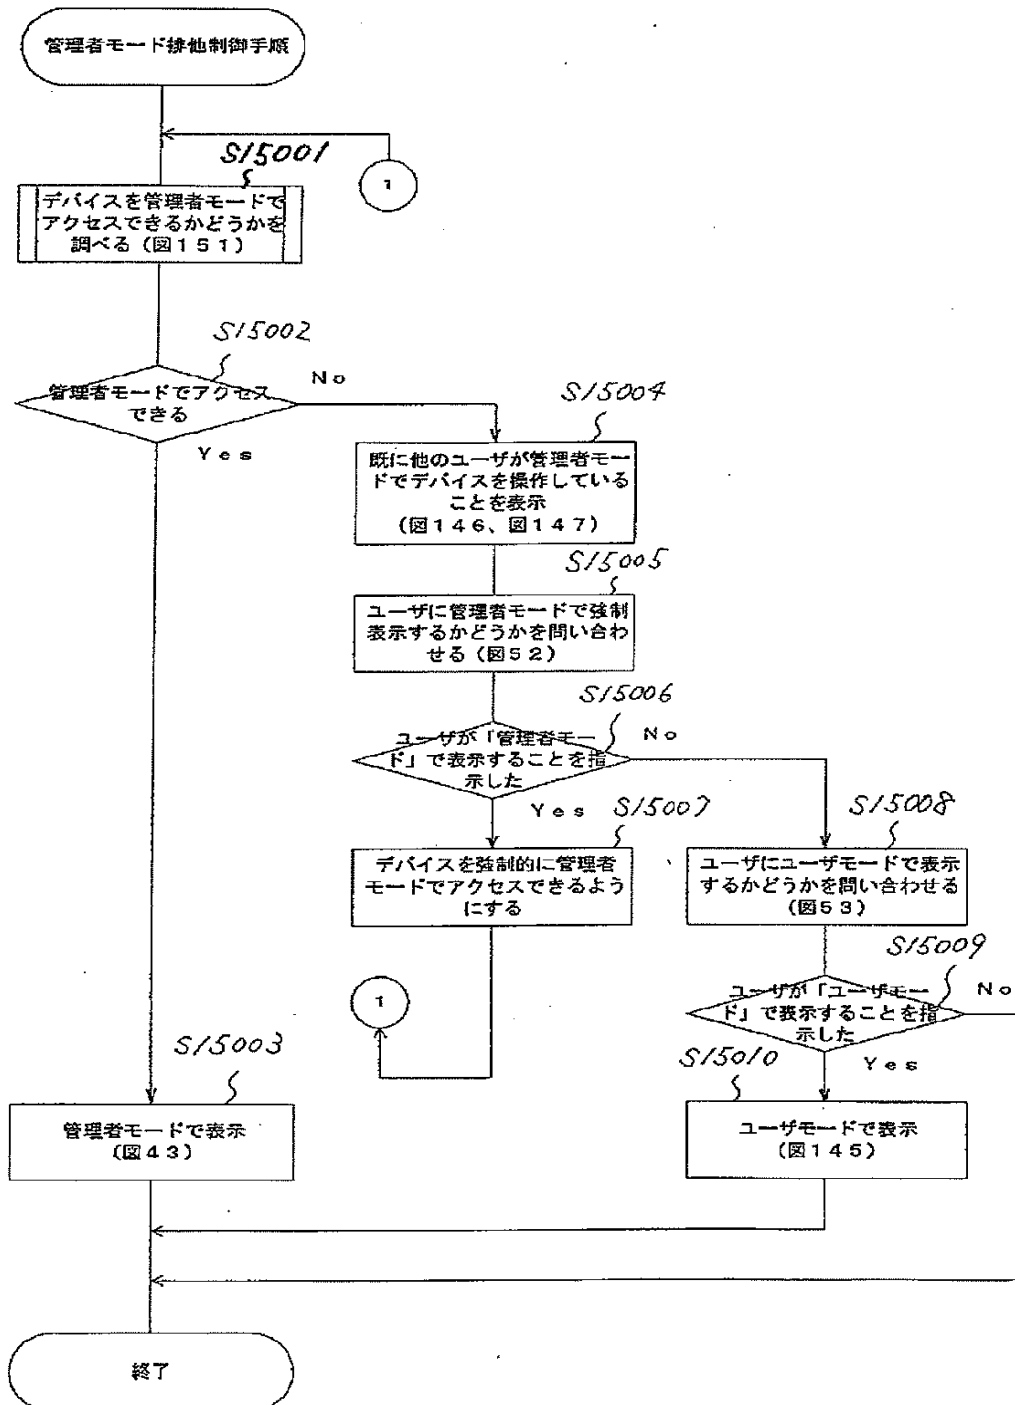 管理者モード排他制御手順
S15001
1
デバイスを管理者モードで
アクセスできるかどうかを
調べる（図１５１）
S15002
管理者モードでアクセス
できる
No
Yes
S15004
既に他のユーザが管理者モー
ドでデバイスを操作している
ことを表示
（図１４６、図１４７）
S15005
ユーザに管理者モードで強制
表示するかどうかを問い合わ
せる（図５２）
S15006
ユーザが「管理者モー
ド」で表示することを指
示した
No
Yes
S15007
デバイスを強制的に管理者
モードでアクセスできるよう
にする
1
S15008
ユーザにユーザモードで表示
するかどうかを問い合わせる
（図５３）
S15009
ユーザが「ユーザモー
ド」で表示することを指
示した
No
Yes
S15003
管理者モードで表示
（図４３）
S15010
ユーザモードで表示
（図１４５）
終了